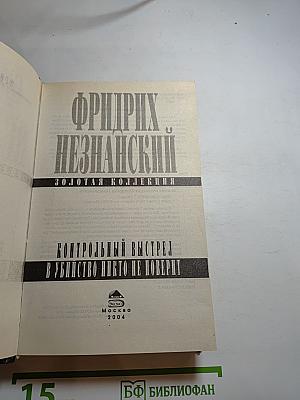 ФРИДРИХ
НЕЗНАНСКИЙ
ЗОЛОТАЯ КОЛЛЕКЦИЯ
КОНТРОЛЬНЫЙ ВЫСТРЕЛ
В УБИЙСТВО НИКТО НЕ ПОВЕРИТ
Москва
2004
15
БФ БИБЛИОФАН